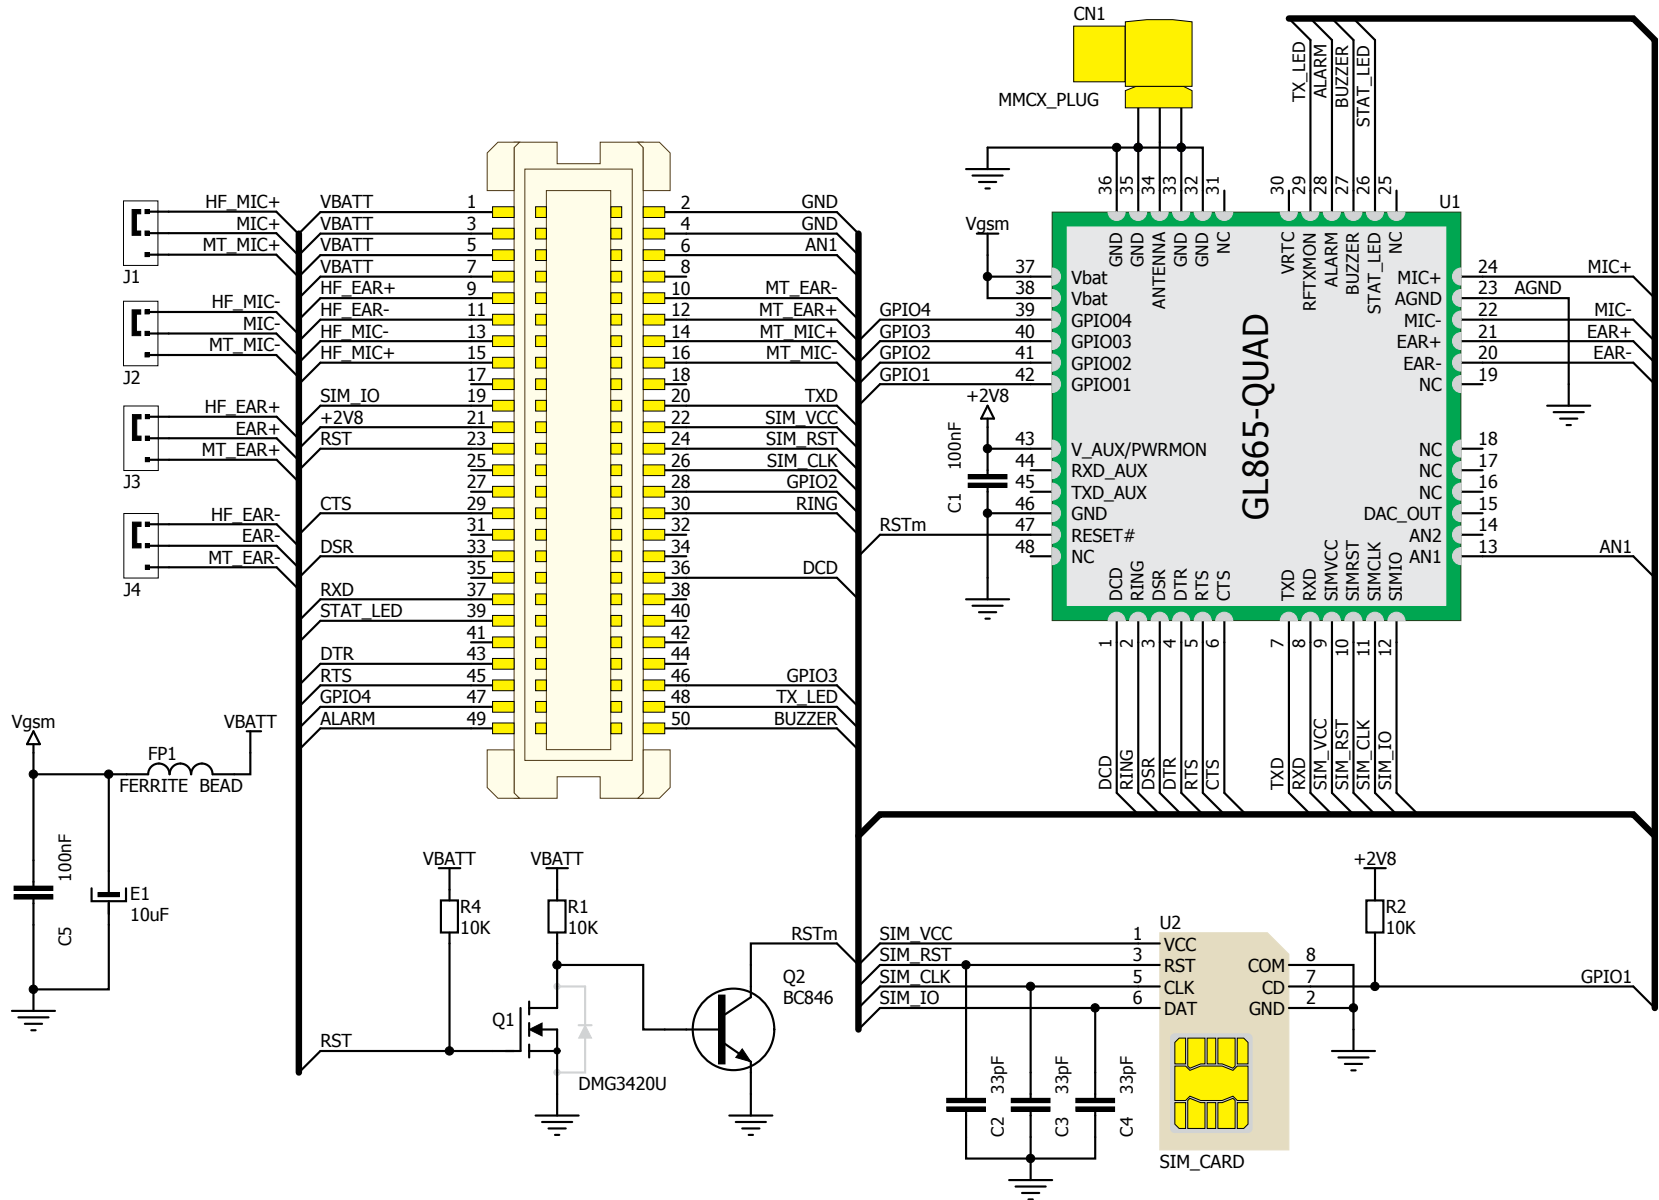 CN1
MMCX_PLUG
TX_LED
ALARM
BUZZER
STAT_LED
36
35
34
33
32
31
30
29
28
27
26
25
U1
GND
GND
ANTENNA
GND
GND
NC
VRTC
RFTXMON
ALARM
BUZZER
STAT_LED
NC
HF_MIC+
MIC+
MT_MIC+
J1
HF_MIC-
MIC-
MT_MIC-
J2
HF_EAR+
EAR+
MT_EAR+
J3
HF_EAR-
EAR-
MT_EAR-
J4
VBATT 1
VBATT 3
VBATT 5
VBATT 7
HF_EAR+ 9
HF_EAR- 11
HF_MIC- 13
HF_MIC+ 15
17
SIM_IO 19
+2V8 21
RST 23
25
27
CTS 29
31
DSR 33
35
RXD 37
STAT_LED 39
41
DTR 43
RTS 45
GPIO4 47
ALARM 49
2 GND
4 GND
6 AN1
8
10 MT_EAR-
12 MT_EAR+
14 MT_MIC+
16 MT_MIC-
18
20 TXD
22 SIM_VCC
24 SIM_RST
26 SIM_CLK
28 GPIO2
30 RING
32
34
36 DCD
38
40
42
44
46 GPIO3
48 TX_LED
50 BUZZER
Vgsm
37 Vbat
38 Vbat
GPIO4 39 GPIO04
GPIO3 40 GPIO03
GPIO2 41 GPIO02
GPIO1 42 GPIO01
+2V8
C1 100nF
43 V_AUX/PWRMON
44 RXD_AUX
45 TXD_AUX
46 GND
RSTm 47 RESET#
48 NC
GL865-QUAD
MIC+ 24 MIC+
AGND 23 AGND
MIC- 22 MIC-
EAR+ 21 EAR+
EAR- 20 EAR-
NC 19
NC 18
NC 17
NC 16
DAC_OUT 15
AN2 14
AN1 13 AN1
DCD
RING
DSR
DTR
RTS
CTS
TXD
RXD
SIMVCC
SIMRST
SIMCLK
SIMIO
1
2
3
4
5
6
7
8
9
10
11
12
DCD
RING
DSR
DTR
RTS
CTS
TXD
RXD
SIM_VCC
SIM_RST
SIM_CLK
SIM_IO
Vgsm
VBATT
FP1
FERRITE BEAD
C5 100nF
E1
10uF
VBATT
R4
10K
VBATT
R1
10K
RST
Q1
DMG3420U
Q2
BC846
RSTm
SIM_VCC 1 VCC
SIM_RST 3 RST
SIM_CLK 5 CLK
SIM_IO 6 DAT
U2
COM 8
CD 7
GND 2
+2V8
R2
10K
GPIO1
C2 33pF
C3 33pF
C4 33pF
SIM_CARD